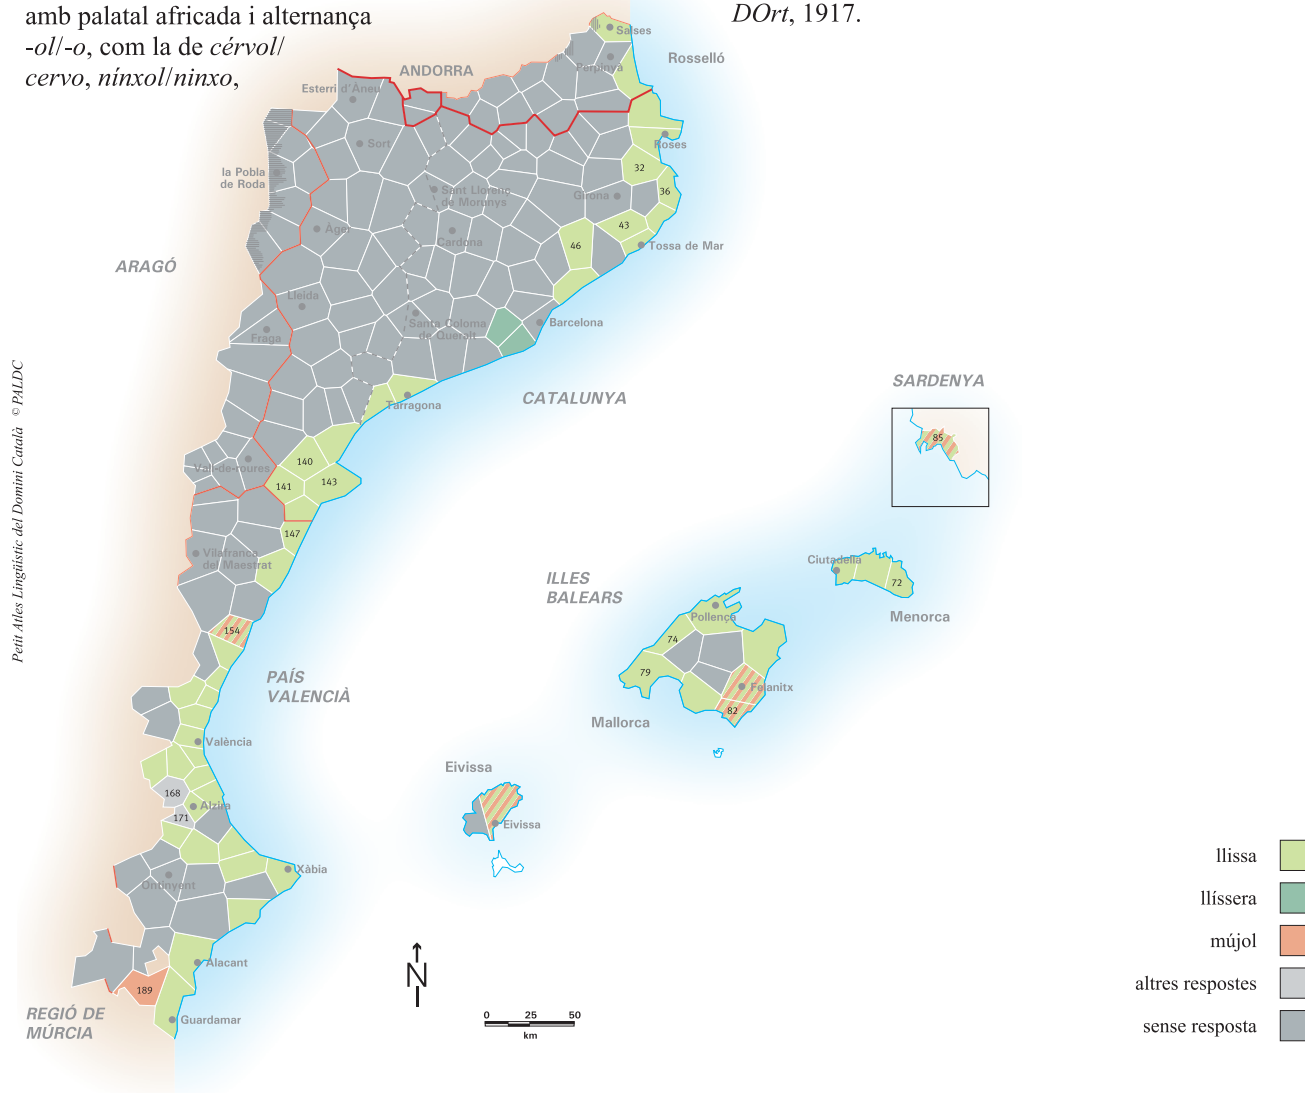 amb palatal africada i alternança
-ol/-o, com la de cérvol/
cervo, nínxol/ninxo,
DOrt, 1917.
Salses
Rosselló
Perpinyà
ANDORRA
Esterri d'Àneu
Sort
Roses
la Pobla
de Roda
32
36
Sant Llorenç
de Morunys
Girona
43
Àger
Cardona
46
Tossa de Mar
ARAGÓ
Lleida
Santa Coloma
de Queralt
Barcelona
Fraga
CATALUNYA
SARDENYA
85
Tarragona
Petit Atles Lingüístic del Domini Català © PALDC
Vall-de-roures
140
141
143
147
Vilafranca
del Maestrat
ILLES
BALEARS
Ciutadella
72
Menorca
Pollença
74
79
Felanitx
82
Mallorca
154
PAÍS
VALENCIÀ
València
Eivissa
Eivissa
168
Alzira
171
Xàbia
Ontinyent
Alacant
189
Guardamar
REGIÓ DE
MÚRCIA
N
0 25 50
km
llissa
llíssera
mújol
altres respostes
sense resposta